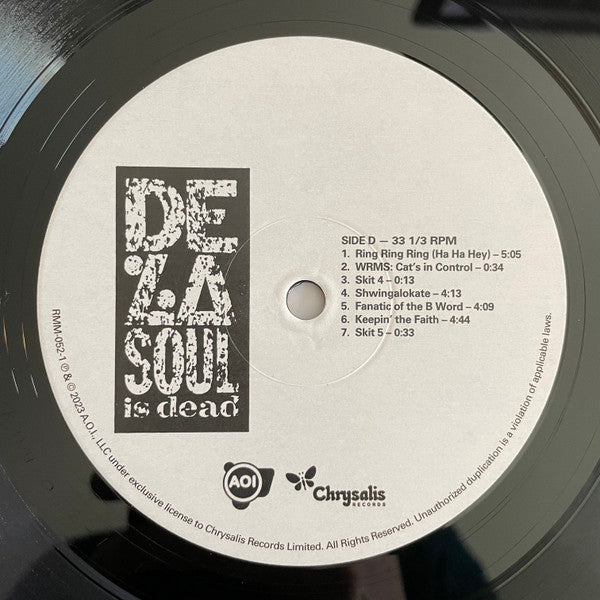 DE
LA
SOUL
is dead
SIDE D — 33 1/3 RPM
1. Ring Ring Ring (Ha Ha Hey) – 5:05
2. WRMS: Cat's in Control – 0:34
3. Skit 4 – 0:13
4. Shwingalokate – 4:13
5. Fanatic of the B Word – 4:09
6. Keepin' the Faith – 4:44
7. Skit 5 – 0:33
AOI
Chrysalis
RECORDS
RMM-052-1 ℗ & © 2023 A.O.I., LLC under exclusive license to Chrysalis Records Limited. All Rights Reserved. Unauthorized duplication is a violation of applicable laws.